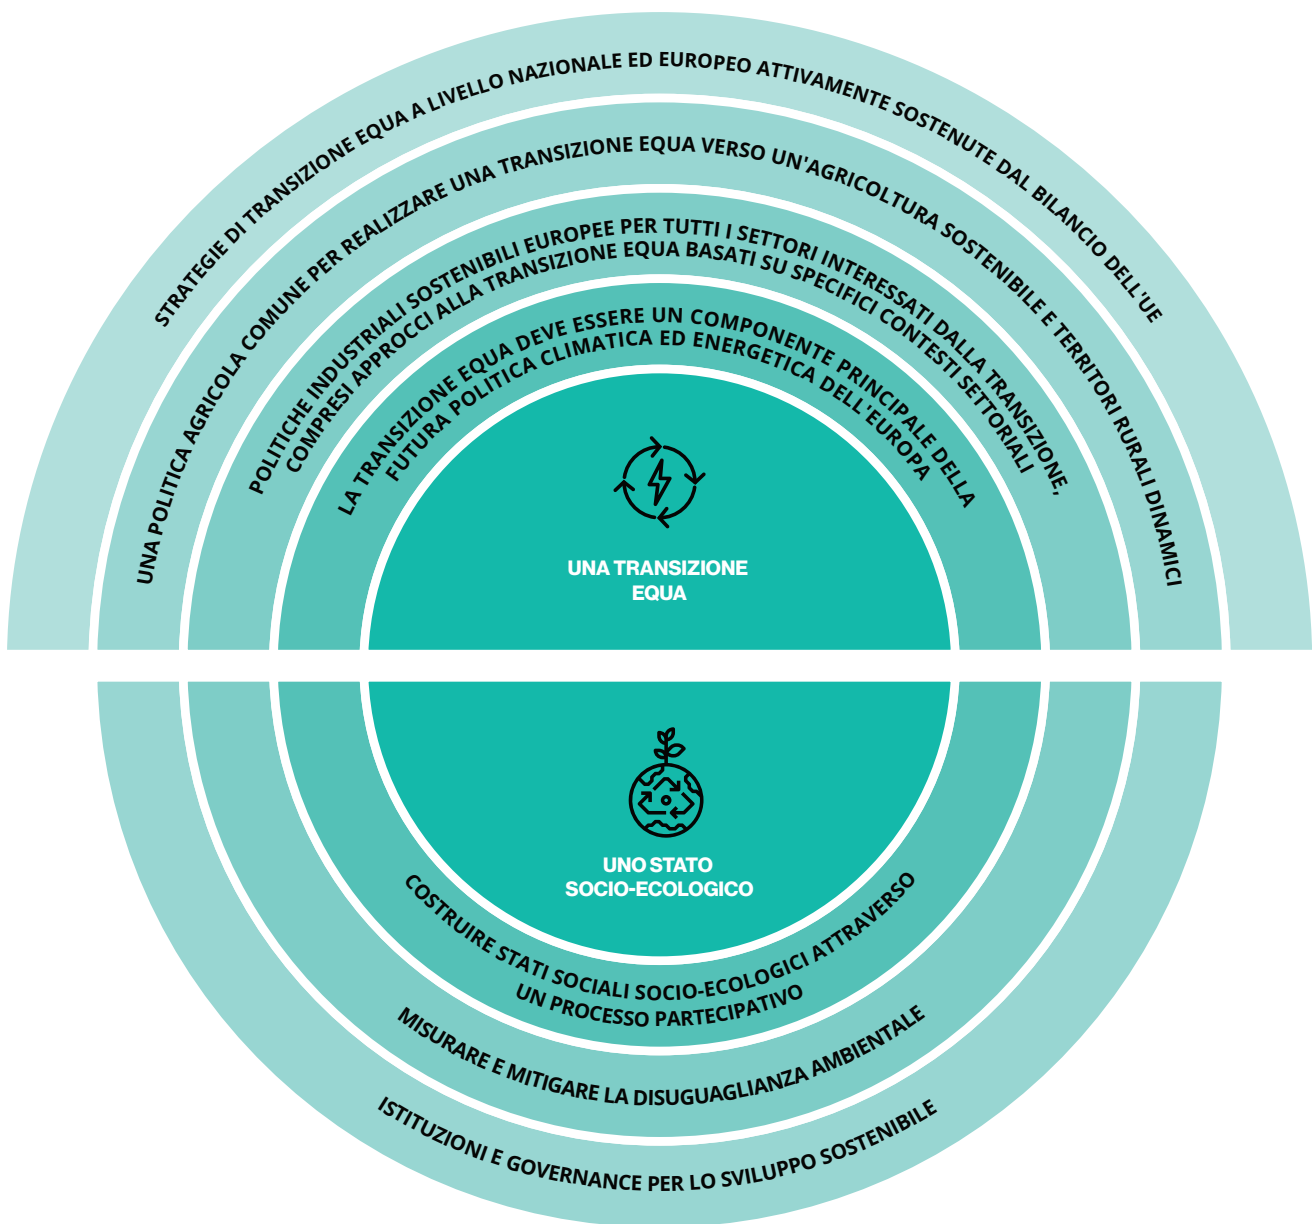 STRATEGIE DI TRANSIZIONE EQUA A LIVELLO NAZIONALE ED EUROPEO ATTIVAMENTE SOSTENUTE DAL BILANCIO DELL'UE
UNA POLITICA AGRICOLA COMUNE PER REALIZZARE UNA TRANSIZIONE EQUA VERSO UN'AGRICOLTURA SOSTENIBILE E TERRITORI RURALI DINAMICI
POLITICHE INDUSTRIALI SOSTENIBILI EUROPEE PER TUTTI I SETTORI INTERESSATI DALLA TRANSIZIONE,
COMPRESI APPROCCI ALLA TRANSIZIONE EQUA BASATI SU SPECIFICI CONTESTI SETTORIALI
LA TRANSIZIONE EQUA DEVE ESSERE UN COMPONENTE PRINCIPALE DELLA
FUTURA POLITICA CLIMATICA ED ENERGETICA DELL'EUROPA
UNA TRANSIZIONE
EQUA
UNO STATO
SOCIO-ECOLOGICO
COSTRUIRE STATI SOCIALI SOCIO-ECOLOGICI ATTRAVERSO
UN PROCESSO PARTECIPATIVO
MISURARE E MITIGARE LA DISUGUAGLIANZA AMBIENTALE
ISTITUZIONI E GOVERNANCE PER LO SVILUPPO SOSTENIBILE